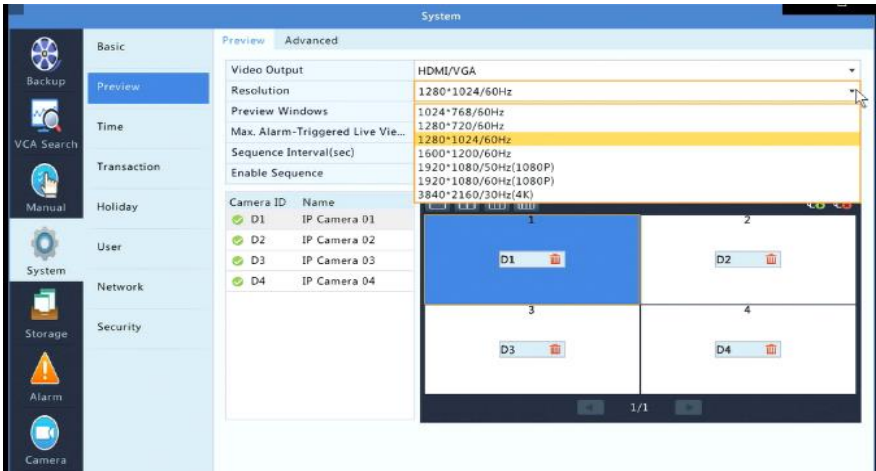 System
Backup
VCA Search
Manual
System
Storage
Alarm
Camera
Basic
Preview
Time
Transaction
Holiday
User
Network
Security
Preview Advanced
Video Output HDMI/VGA
Resolution 1280*1024/60Hz
Preview Windows
Max. Alarm-Triggered Live Vie...
Sequence Interval(sec)
Enable Sequence
1024*768/60Hz
1280*720/60Hz
1280*1024/60Hz
1600*1200/60Hz
1920*1080/50Hz(1080P)
1920*1080/60Hz(1080P)
3840*2160/30Hz(4K)
Camera ID Name
D1 IP Camera 01
D2 IP Camera 02
D3 IP Camera 03
D4 IP Camera 04
1 2
D1 D2
3 4
D3 D4
1/1